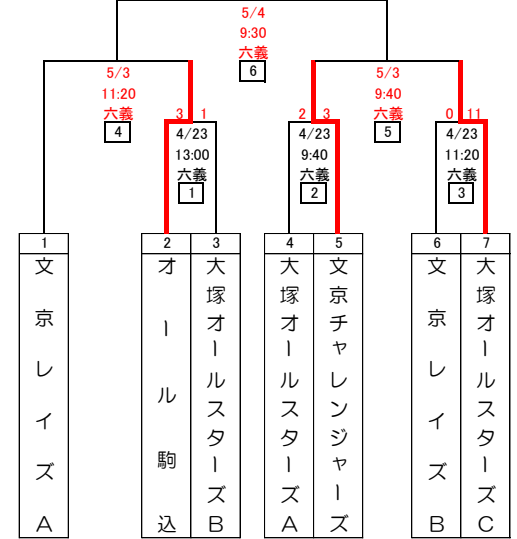 5/4
9:30
六義
6
5/3
11:20
六義
4
5/3
9:40
六義
5
3 1
4/23
13:00
六義
1
2 3
4/23
9:40
六義
2
0 11
4/23
11:20
六義
3
1
文京レイズA
2
オール駒込
3
大塚オールスターズB
4
大塚オールスターズA
5
文京チャレンジャーズ
6
文京レイズB
7
大塚オールスターズC